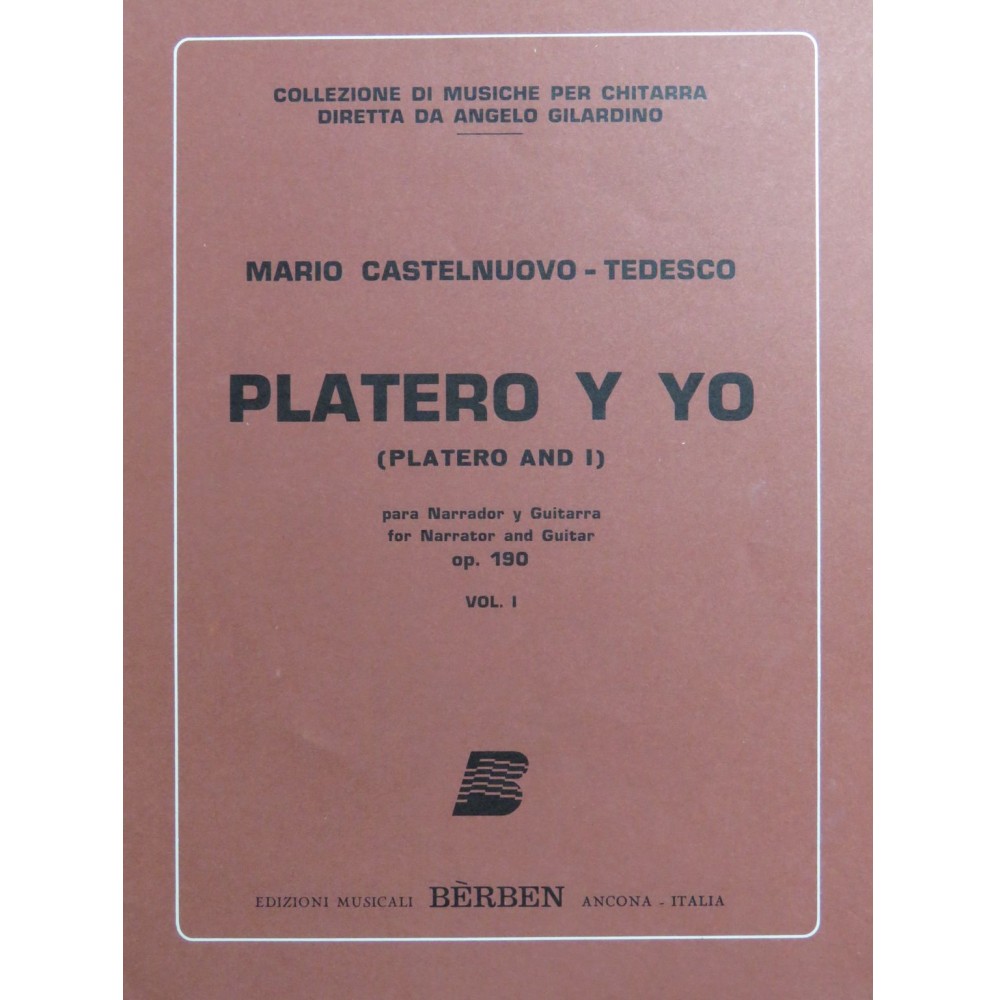 COLLEZIONE DI MUSICHE PER CHITARRA
DIRETTA DA ANGELO GILARDINO
MARIO CASTELNUOVO - TEDESCO
PLATERO Y YO
(PLATERO AND I)
para Narrador y Guitarra
for Narrator and Guitar
op. 190
VOL. I
B
EDIZIONI MUSICALI BÈRBEN ANCONA - ITALIA